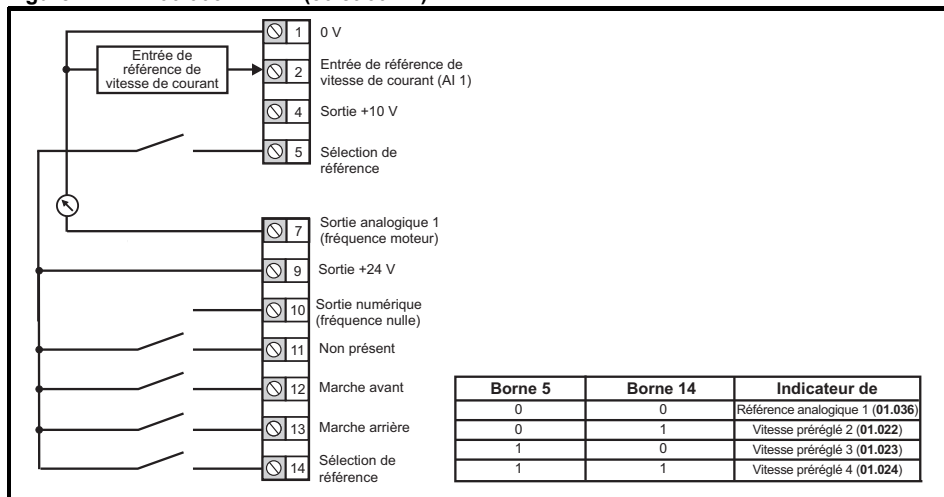 1 0 V
Entrée de
référence de
vitesse de courant
2 Entrée de référence de
vitesse de courant (AI 1)
4 Sortie +10 V
5 Sélection de
référence
7 Sortie analogique 1
(fréquence moteur)
9 Sortie +24 V
10 Sortie numérique
(fréquence nulle)
11 Non présent
12 Marche avant
13 Marche arrière
14 Sélection de
référence
Borne 5 Borne 14 Indicateur de
0 0 Référence analogique 1 (01.036)
0 1 Vitesse préréglé 2 (01.022)
1 0 Vitesse préréglé 3 (01.023)
1 1 Vitesse préréglé 4 (01.024)